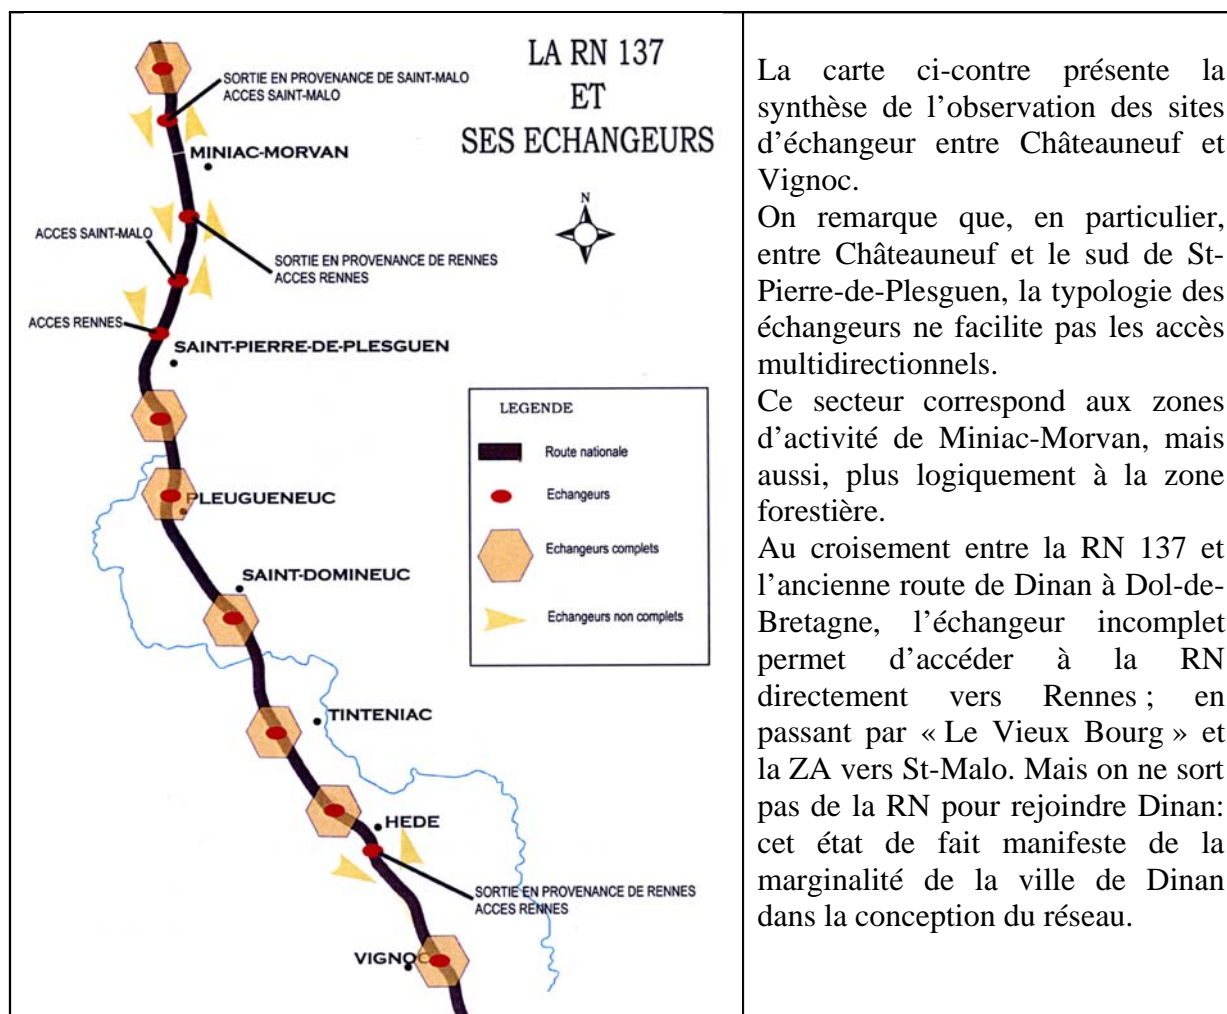 LA RN 137
ET
SES ECHANGEURS
SORTIE EN PROVENANCE DE SAINT-MALO
ACCES SAINT-MALO
MINIAC-MORVAN
N
ACCES SAINT-MALO
SORTIE EN PROVENANCE DE RENNES
ACCES RENNES
ACCES RENNES
SAINT-PIERRE-DE-PLESGUEN
LEGENDE
Route nationale
Echangeurs
Echangeurs complets
Echangeurs non complets
PLEUGUENEUC
SAINT-DOMINEUC
TINTENIAC
HEDE
SORTIE EN PROVENANCE DE RENNES
ACCES RENNES
VIGNOC
La carte ci-contre présente la
synthèse de l’observation des sites
d’échangeur entre Châteauneuf et
Vignoc.
On remarque que, en particulier,
entre Châteauneuf et le sud de St-
Pierre-de-Plesguen, la typologie des
échangeurs ne facilite pas les accès
multidirectionnels.
Ce secteur correspond aux zones
d’activité de Miniac-Morvan, mais
aussi, plus logiquement à la zone
forestière.
Au croisement entre la RN 137 et
l’ancienne route de Dinan à Dol-de-
Bretagne, l’échangeur incomplet
permet d’accéder à la RN
directement vers Rennes ; en
passant par « Le Vieux Bourg » et
la ZA vers St-Malo. Mais on ne sort
pas de la RN pour rejoindre Dinan:
cet état de fait manifeste de la
marginalité de la ville de Dinan
dans la conception du réseau.